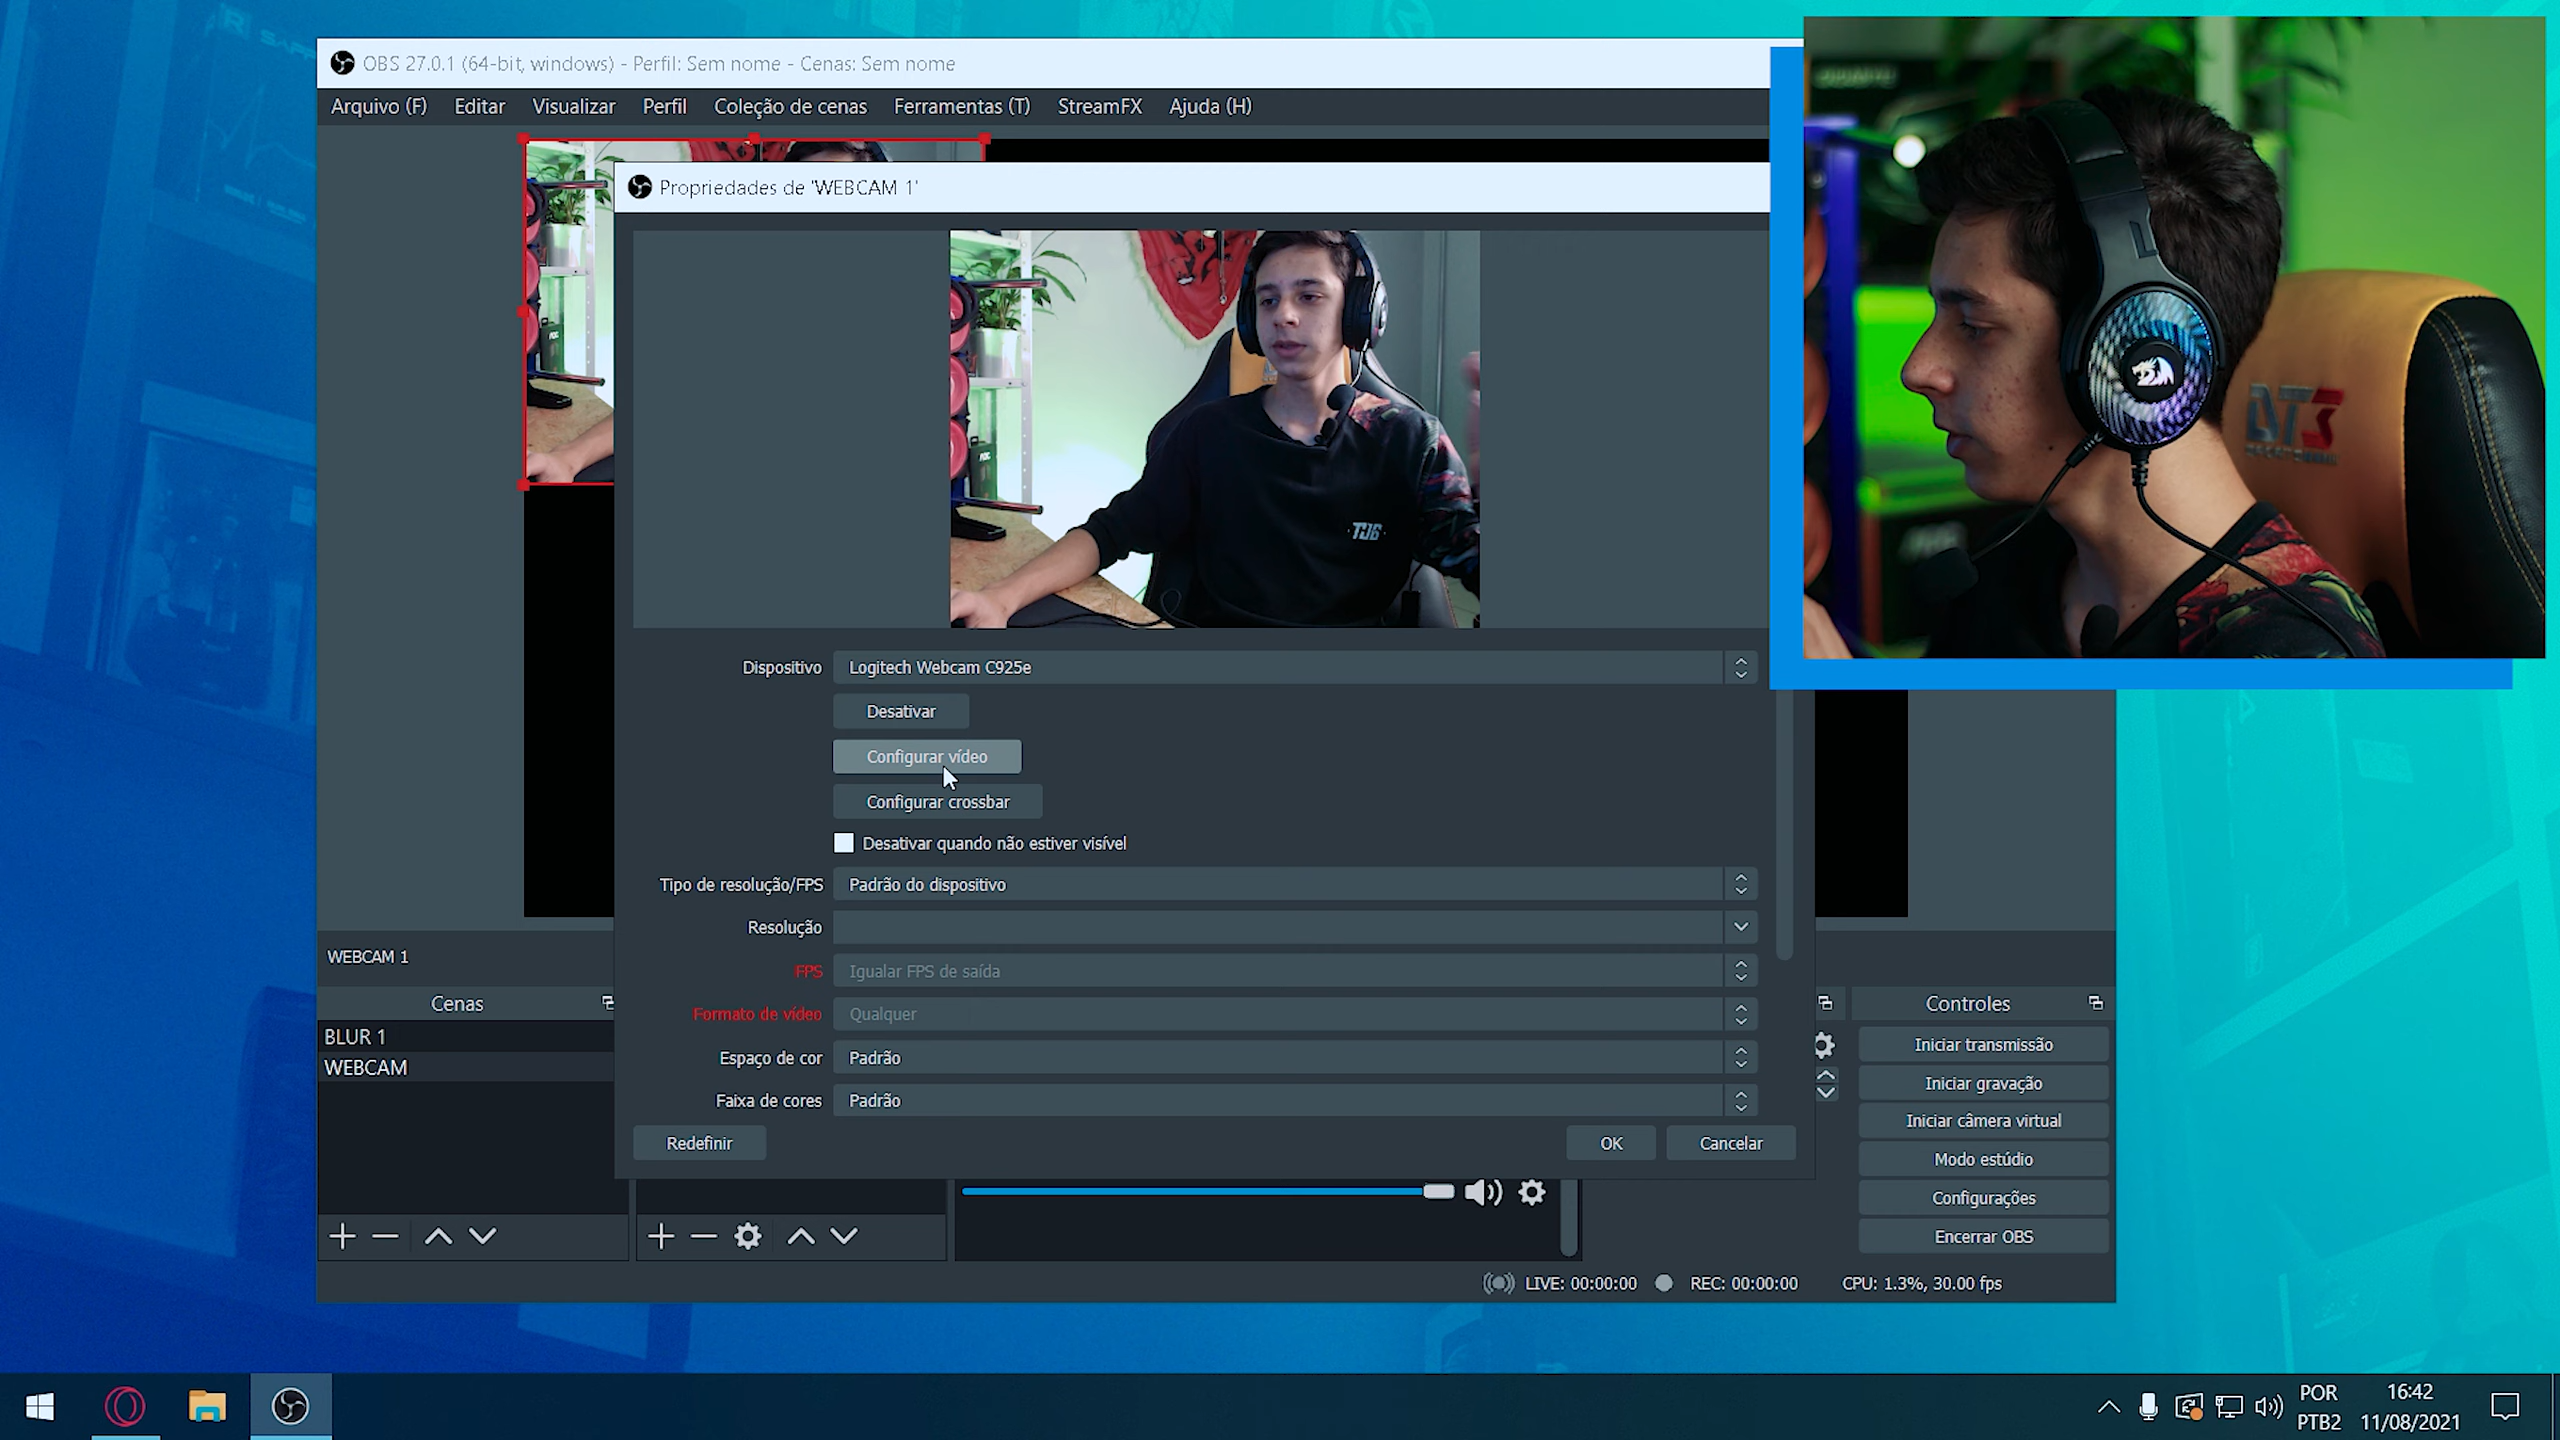 OBS 27.0.1 (64-bit, windows) - Perfil: Sem nome - Cenas: Sem nome
Arquivo (F) Editar Visualizar Perfil Coleção de cenas Ferramentas (T) StreamFX Ajuda (H)
Propriedades de 'WEBCAM 1'
TJG
DT3
Dispositivo Logitech Webcam C925e
Desativar
Configurar vídeo
Configurar crossbar
Desativar quando não estiver visível
Tipo de resolução/FPS Padrão do dispositivo
Resolução
FPS Igualar FPS de saída
Formato de vídeo Qualquer
Espaço de cor Padrão
Faixa de cores Padrão
Redefinir OK Cancelar
WEBCAM 1
Cenas
BLUR 1
WEBCAM
Controles
Iniciar transmissão
Iniciar gravação
Iniciar câmera virtual
Modo estúdio
Configurações
Encerrar OBS
LIVE: 00:00:00 REC: 00:00:00 CPU: 1.3%, 30.00 fps
POR
PTB2
16:42
11/08/2021